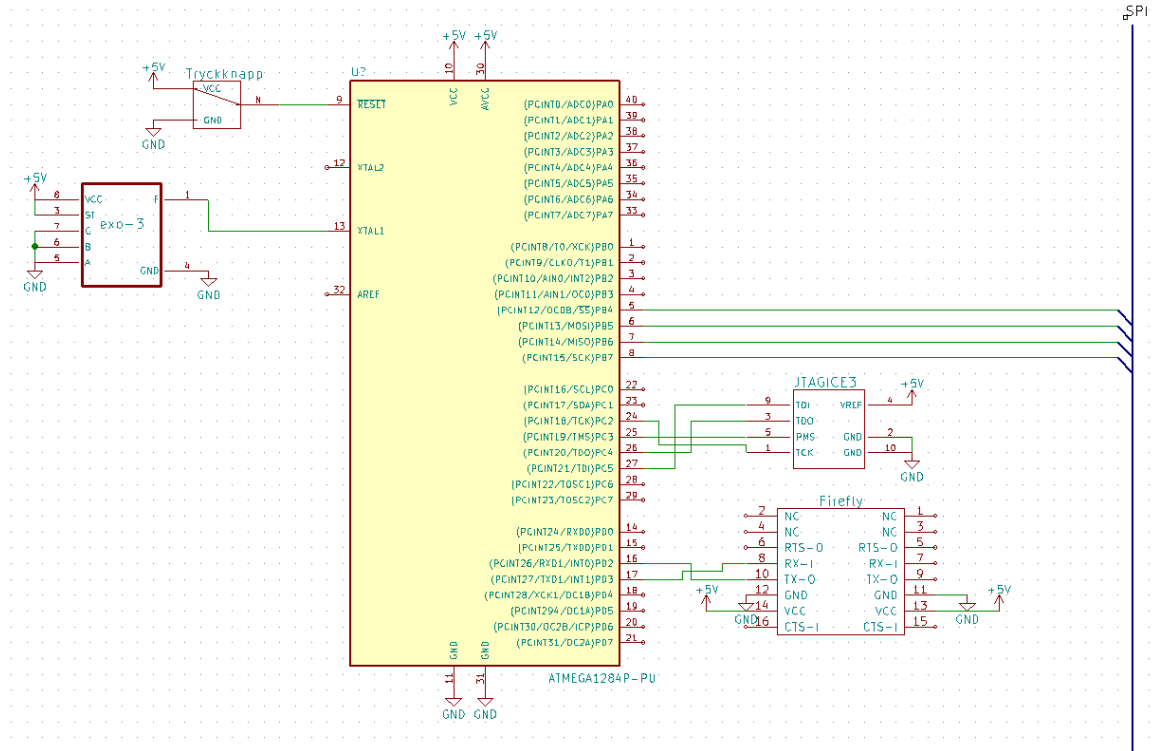 SPI
+5V +5V
10 30
VCC AVCC
U?
Tryckknapp
+5V
VCC
GND
GND
N
9 RESET
12 XTAL2
13 XTAL1
32 AREF
+5V
exo-3
8 VCC
3 ST
7 C
6 B
5 A
F 1
GND 4
GND
GND
(PCINT0/ADC0)PA0 40
(PCINT1/ADC1)PA1 39
(PCINT2/ADC2)PA2 38
(PCINT3/ADC3)PA3 37
(PCINT4/ADC4)PA4 36
(PCINT5/ADC5)PA5 35
(PCINT6/ADC6)PA6 34
(PCINT7/ADC7)PA7 33
(PCINT8/T0/XCK)PB0 1
(PCINT9/CLKO/T1)PB1 2
(PCINT10/AIN0/INT2)PB2 3
(PCINT11/AIN1/OC0)PB3 4
(PCINT12/OC0B/SS)PB4 5
(PCINT13/MOSI)PB5 6
(PCINT14/MISO)PB6 7
(PCINT15/SCK)PB7 8
(PCINT16/SCL)PC0 22
(PCINT17/SDA)PC1 23
(PCINT18/TCK)PC2 24
(PCINT19/TMS)PC3 25
(PCINT20/TDO)PC4 26
(PCINT21/TDI)PC5 27
(PCINT22/TOSC1)PC6 28
(PCINT23/TOSC2)PC7 29
(PCINT24/RXD0)PD0 14
(PCINT25/TXD0)PD1 15
(PCINT26/RXD1/INT0)PD2 16
(PCINT27/TXD1/INT1)PD3 17
(PCINT28/XCK1/OC1B)PD4 18
(PCINT294/OC1A)PD5 19
(PCINT30/OC2B/ICP)PD6 20
(PCINT31/OC2A)PD7 21
GND GND
11 31
GND GND
ATMEGA1284P-PU
JTAGICE3
+5V
9 TDI VREF 4
3 TDO
5 PMS GND 2
1 TCK GND 10
GND
Firefly
2 NC NC 1
4 NC NC 3
6 RTS-O RTS-O 5
8 RX-I RX-I 7
10 TX-O TX-O 9
12 GND GND 11
14 VCC VCC 13
16 CTS-I CTS-I 15
+5V
GND
GND
+5V